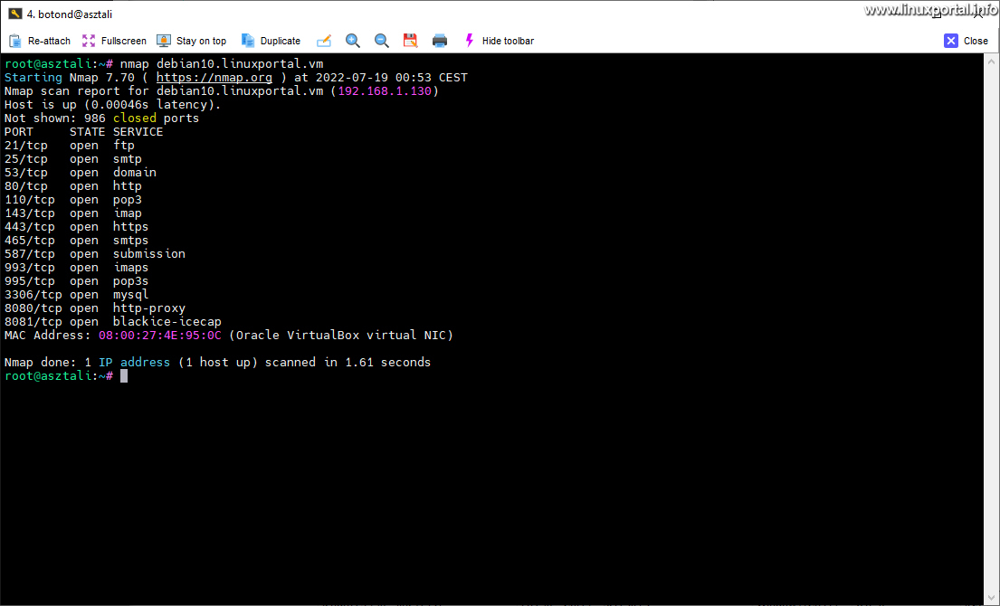 4. botond@asztali
www.linuxportal.info
Re-attach Fullscreen Stay on top Duplicate Hide toolbar Close
root@asztali:~# nmap debian10.linuxportal.vm
Starting Nmap 7.70 ( https://nmap.org ) at 2022-07-19 00:53 CEST
Nmap scan report for debian10.linuxportal.vm (192.168.1.130)
Host is up (0.00046s latency).
Not shown: 986 closed ports
PORT     STATE SERVICE
21/tcp   open  ftp
25/tcp   open  smtp
53/tcp   open  domain
80/tcp   open  http
110/tcp  open  pop3
143/tcp  open  imap
443/tcp  open  https
465/tcp  open  smtps
587/tcp  open  submission
993/tcp  open  imaps
995/tcp  open  pop3s
3306/tcp open  mysql
8080/tcp open  http-proxy
8081/tcp open  blackice-icecap
MAC Address: 08:00:27:4E:95:0C (Oracle VirtualBox virtual NIC)
Nmap done: 1 IP address (1 host up) scanned in 1.61 seconds
root@asztali:~#